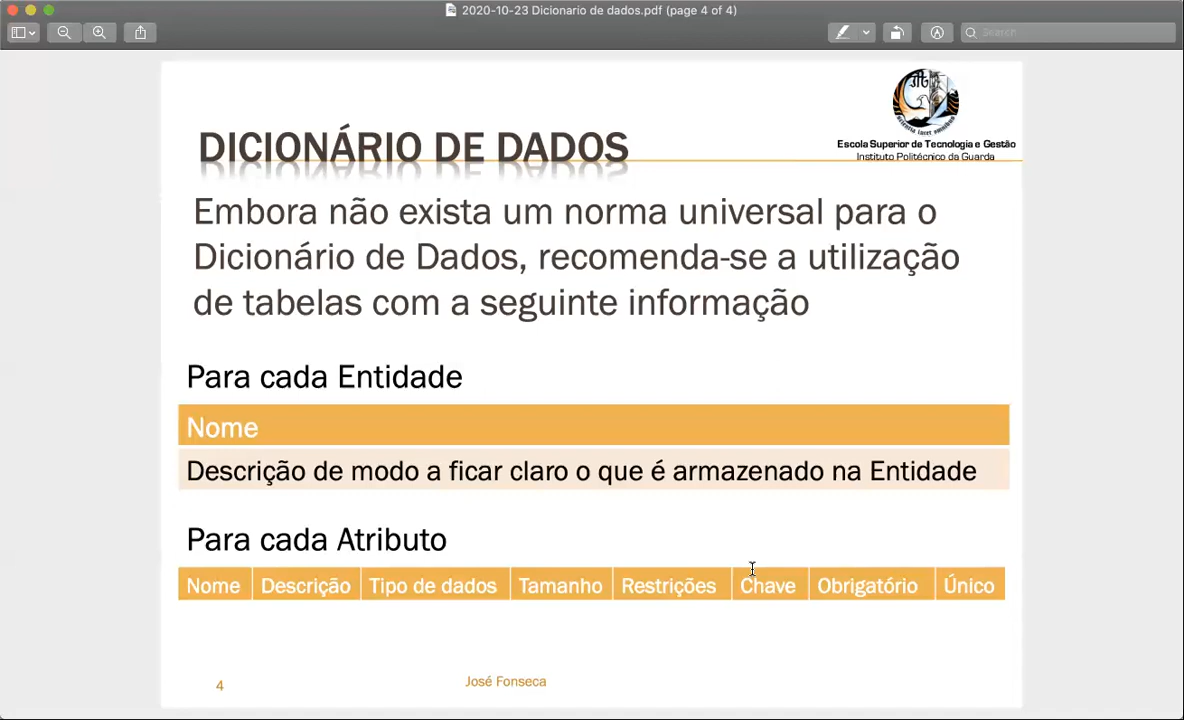 2020-10-23 Dicionario de dados.pdf (page 4 of 4)
Search
Escola Superior de Tecnologia e Gestão
Instituto Politécnico da Guarda
DICIONÁRIO DE DADOS
Embora não exista um norma universal para o
Dicionário de Dados, recomenda-se a utilização
de tabelas com a seguinte informação
Para cada Entidade
Nome
Descrição de modo a ficar claro o que é armazenado na Entidade
Para cada Atributo
Nome Descrição Tipo de dados Tamanho Restrições Chave Obrigatório Único
4 José Fonseca